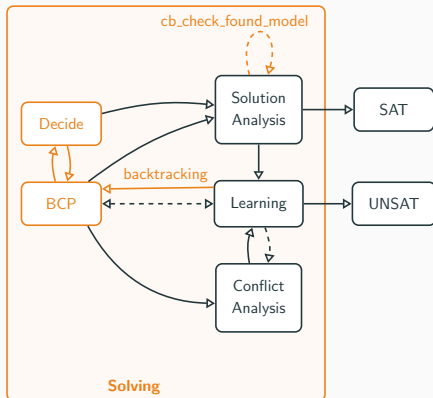 cb_check_found_model
Solution
Analysis
SAT
Decide
backtracking
BCP
Learning
UNSAT
Conflict
Analysis
Solving